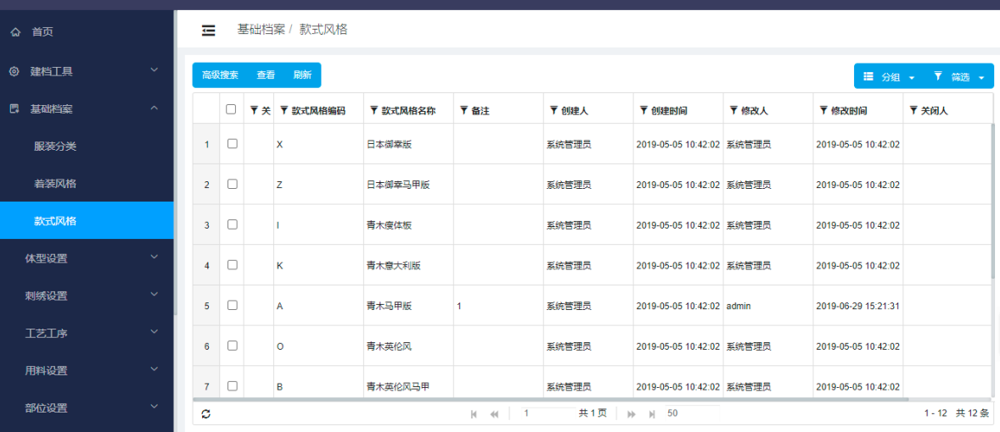 首页
建档工具
基础档案
服装分类
着装风格
款式风格
体型设置
刺绣设置
工艺工序
用料设置
部位设置
基础档案 / 款式风格
高级搜索 查看 刷新
分组 筛选
关 款式风格编码 款式风格名称 备注 创建人 创建时间 修改人 修改时间 关闭人
1 X 日本御幸版 系统管理员 2019-05-05 10:42:02 系统管理员 2019-05-05 10:42:02
2 Z 日本御幸马甲版 系统管理员 2019-05-05 10:42:02 系统管理员 2019-05-05 10:42:02
3 I 青木瘦体板 系统管理员 2019-05-05 10:42:02 系统管理员 2019-05-05 10:42:02
4 K 青木意大利版 系统管理员 2019-05-05 10:42:02 系统管理员 2019-05-05 10:42:02
5 A 青木马甲版 1 系统管理员 2019-05-05 10:42:02 admin 2019-06-29 15:21:31
6 O 青木英伦风 系统管理员 2019-05-05 10:42:02 系统管理员 2019-05-05 10:42:02
7 B 青木英伦风马甲 系统管理员 2019-05-05 10:42:02 系统管理员 2019-05-05 10:42:02
1 共 1 页 50 1 - 12 共 12 条